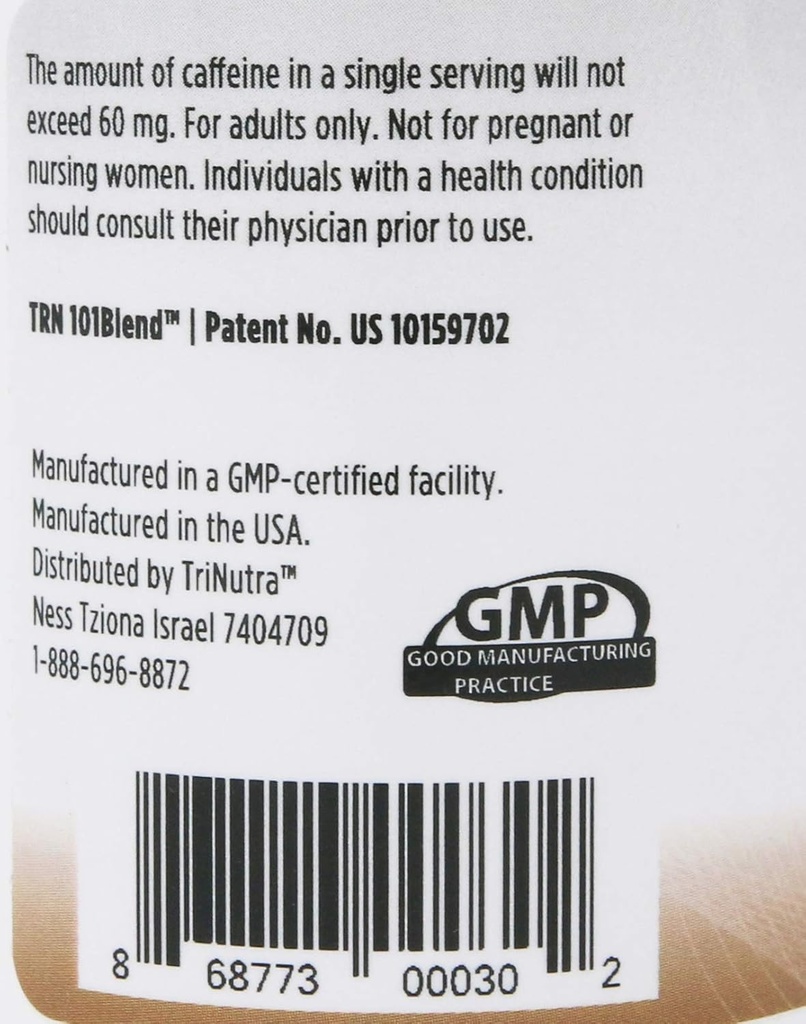 The amount of caffeine in a single serving will not
exceed 60 mg. For adults only. Not for pregnant or
nursing women. Individuals with a health condition
should consult their physician prior to use.
TRN 101Blend™ | Patent No. US 10159702
Manufactured in a GMP-certified facility.
Manufactured in the USA.
Distributed by TriNutra™
Ness Tziona Israel 7404709
1-888-696-8872
GMP
GOOD MANUFACTURING
PRACTICE
8 68773 00030 2